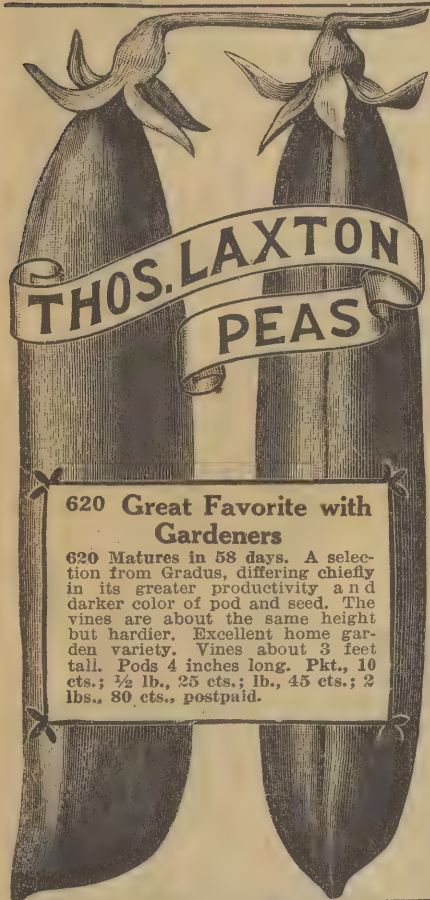 THOS. LAXTON
PEAS
620 Great Favorite with
Gardeners
620 Matures in 58 days. A selec-
tion from Gradus, differing chiefly
in its greater productivity and
darker color of pod and seed. The
vines are about the same height
but hardier. Excellent home gar-
den variety. Vines about 3 feet
tall. Pods 4 inches long. Pkt., 10
cts.; ½ lb., 25 cts.; lb., 45 cts.; 2
lbs., 80 cts., postpaid.